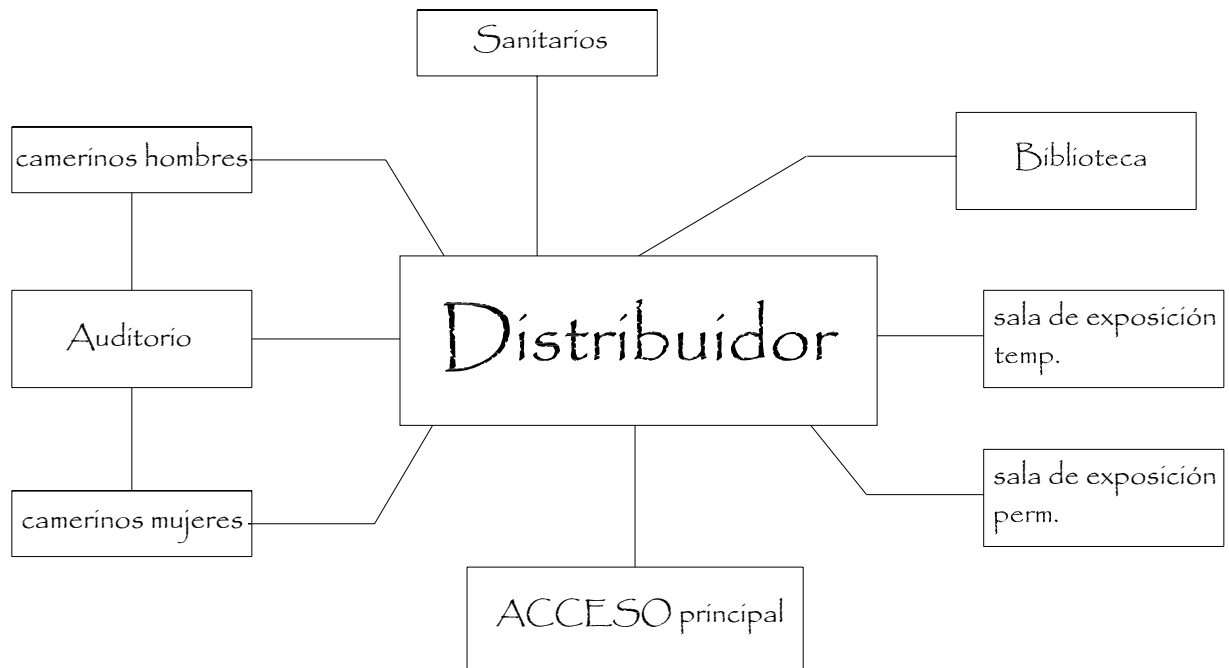 Sanitarios
camerinos hombres
Biblioteca
Distribuidor
Auditorio
sala de exposición
temp.
sala de exposición
perm.
camerinos mujeres
ACCESO principal